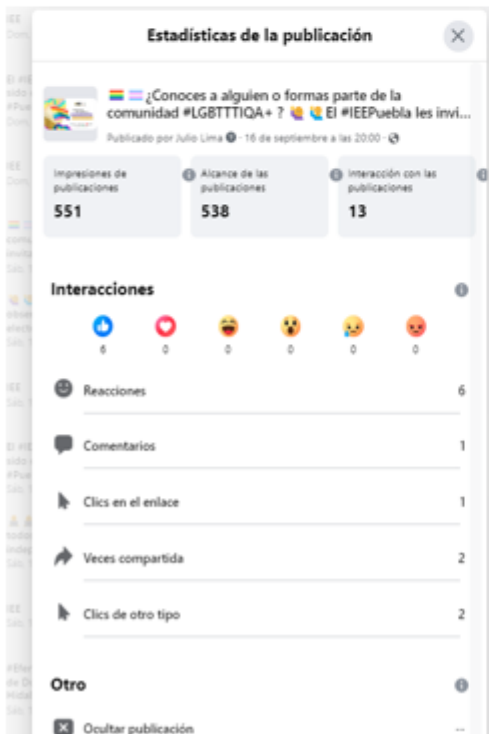 Estadísticas de la publicación
¿Conoces a alguien o formas parte de la
comunidad #LGBTTTIQA+ ? El #IEEPuebla les invi...
Publicado por Julio Lima · 16 de septiembre a las 20:00 ·
Impresiones de
publicaciones
551
Alcance de las
publicaciones
538
Interacción con las
publicaciones
13
Interacciones
6
0
0
0
0
0
Reacciones 6
Comentarios 1
Clics en el enlace 1
Veces compartida 2
Clics de otro tipo 2
Otro
Ocultar publicación --